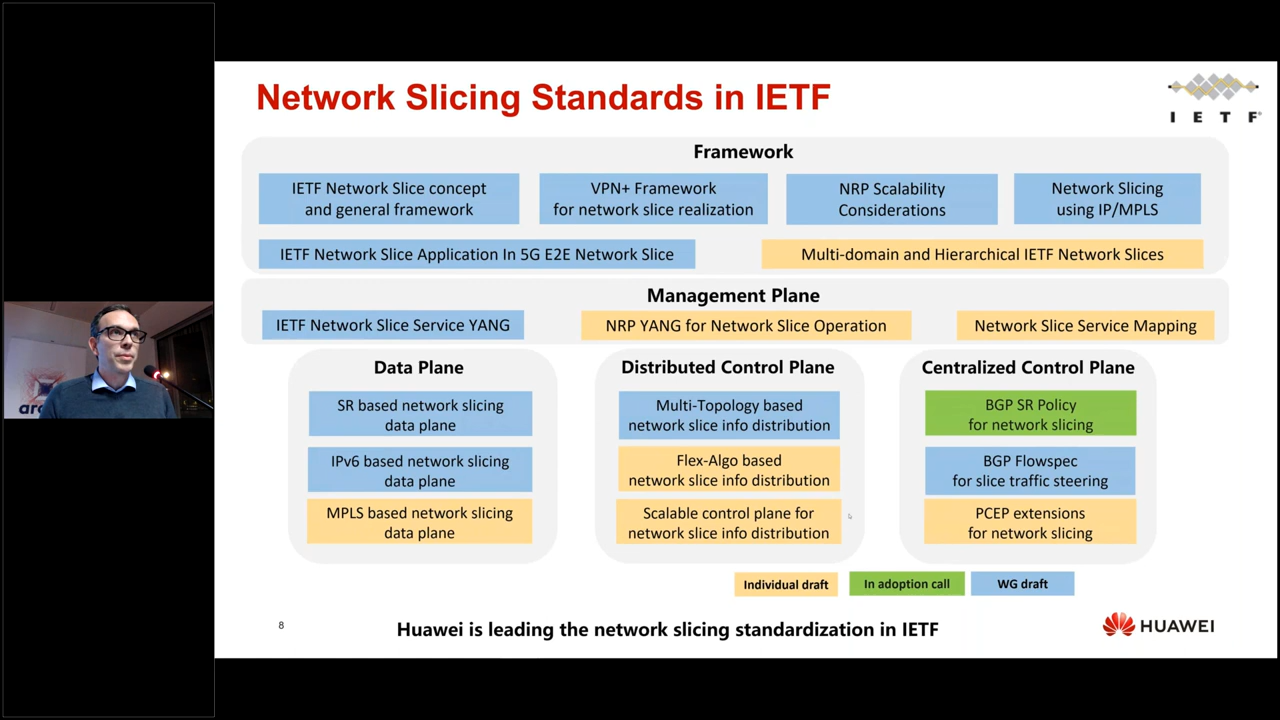 Network Slicing Standards in IETF
I E T F
Framework
IETF Network Slice concept
and general framework
VPN+ Framework
for network slice realization
NRP Scalability
Considerations
Network Slicing
using IP/MPLS
IETF Network Slice Application In 5G E2E Network Slice
Multi-domain and Hierarchical IETF Network Slices
Management Plane
IETF Network Slice Service YANG
NRP YANG for Network Slice Operation
Network Slice Service Mapping
Data Plane
SR based network slicing
data plane
IPv6 based network slicing
data plane
MPLS based network slicing
data plane
Distributed Control Plane
Multi-Topology based
network slice info distribution
Flex-Algo based
network slice info distribution
Scalable control plane for
network slice info distribution
Centralized Control Plane
BGP SR Policy
for network slicing
BGP Flowspec
for slice traffic steering
PCEP extensions
for network slicing
Individual draft
In adoption call
WG draft
8
Huawei is leading the network slicing standardization in IETF
HUAWEI